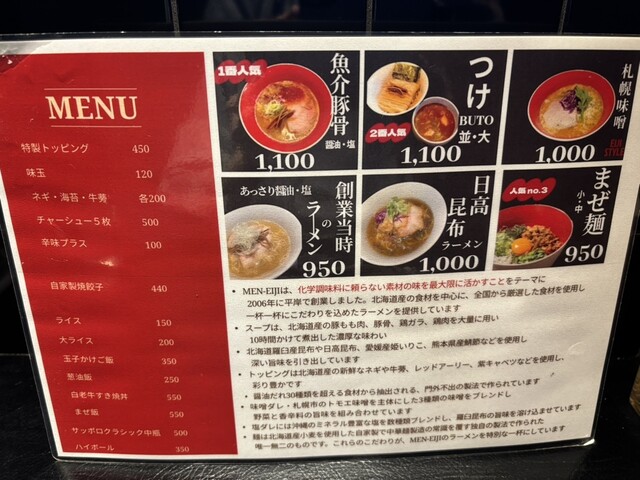 MENU
特製トッピング 450
味玉 120
ネギ・海苔・牛蒡 各200
チャーシュー5枚 500
辛味プラス 100
自家製焼餃子 440
ライス 150
大ライス 200
玉子かけご飯 350
葱油飯 250
白老牛すき焼丼 550
まぜ飯 550
サッポロクラシック中瓶 500
ハイボール 350
1番人気
魚介豚骨
醤油・塩
1,100
つけ
BUTO
並・大
2番人気
1,100
札幌味噌
EIJI STYLE
1,000
あっさり醤油・塩
創業当時
の
ラーメン
950
日高
昆布
ラーメン
1,000
人気 no.3
まぜ麺
小・中
950
• MEN-EIJIは、化学調味料に頼らない素材の味を最大限に活かすことをテーマに
2006年に平岸で創業しました。北海道産の食材を中心に、全国から厳選した食材を使用し
一杯一杯にこだわりを込めたラーメンを提供しています
• スープは、北海道産の豚もも肉、豚骨、鶏ガラ、鶏肉を大量に用い
10時間かけて煮出した濃厚な味わい
• 北海道羅臼産昆布や日高昆布、愛媛産姫いりこ、熊本県産鯖節などを使用し
深い旨味を引き出しています
• トッピングは北海道産の新鮮なネギや牛蒡、レッドアーリー、紫キャベツなどを使用し、
彩り豊かです
• 醤油だれ30種類を超える食材から抽出される、門外不出の製法で作られています
• 味噌ダレ・札幌市のトモエ味噌を主体にした3種類の味噌をブレンドし
野菜と香辛料の旨味を組み合わせています
• 塩ダレには沖縄のミネラル豊富な塩を数種類ブレンドし、羅臼昆布の旨味を溶け込ませています
• 麺は北海道産小麦を使用した自家製で中華麺製造の常識を覆す独自の製法で作られた
唯一無二のものです。これらのこだわりが、MEN-EIJIのラーメンを特別な一杯にしています